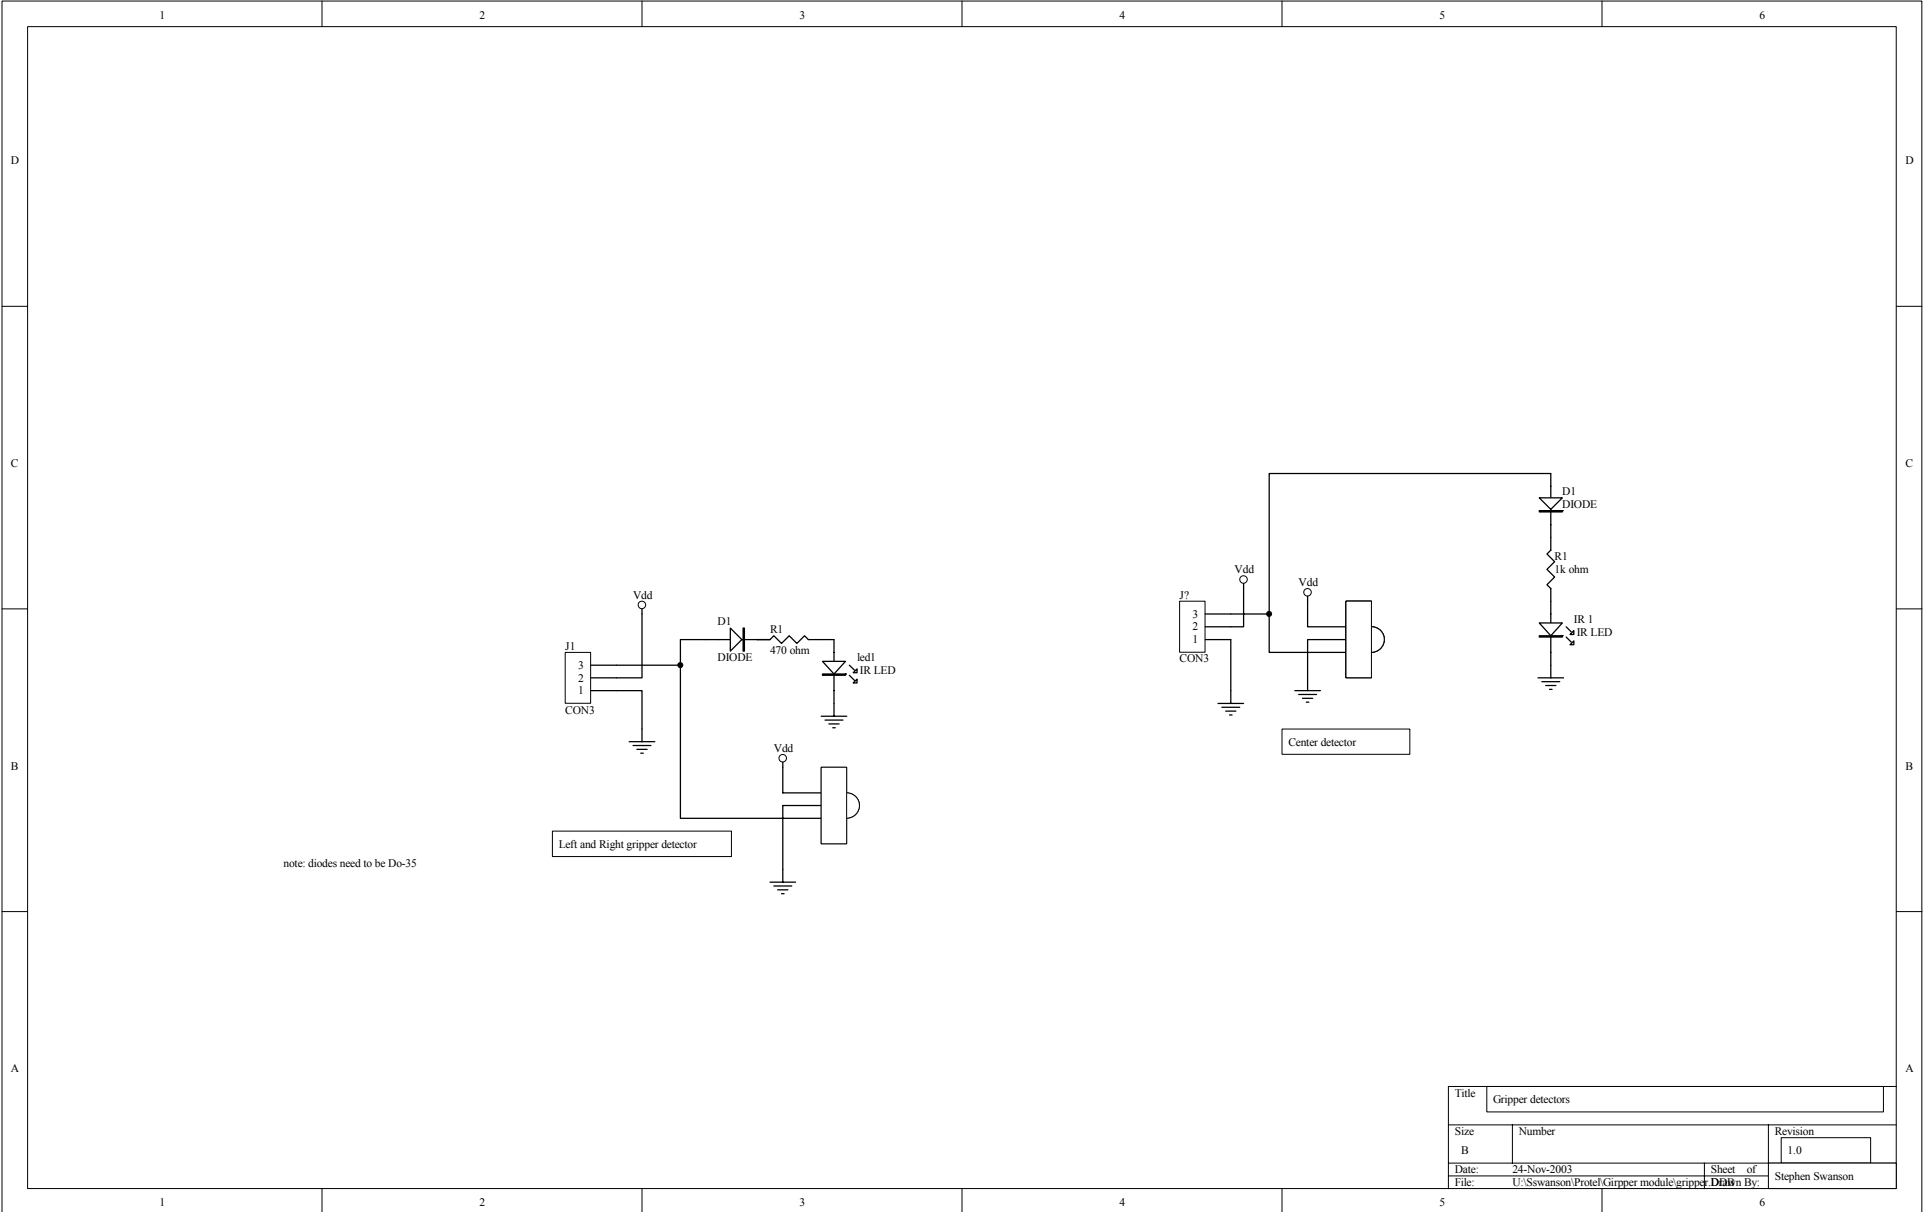 1 2 3 4 5 6
D D
C C
B B
A A
Vdd
J1
3
2
1
CON3
D1
DIODE
R1
470 ohm
led1
IR LED
Vdd
Left and Right gripper detector
note: diodes need to be Do-35
D1
DIODE
R1
1k ohm
IR 1
IR LED
Vdd
Vdd
J?
3
2
1
CON3
Center detector
Title Gripper detectors
Size Number Revision
B 1.0
Date: 24-Nov-2003 Sheet of
File: U:\Sswanson\Protel\Girpper module\gripper.DDB Drawn By: Stephen Swanson
1 2 3 4 5 6